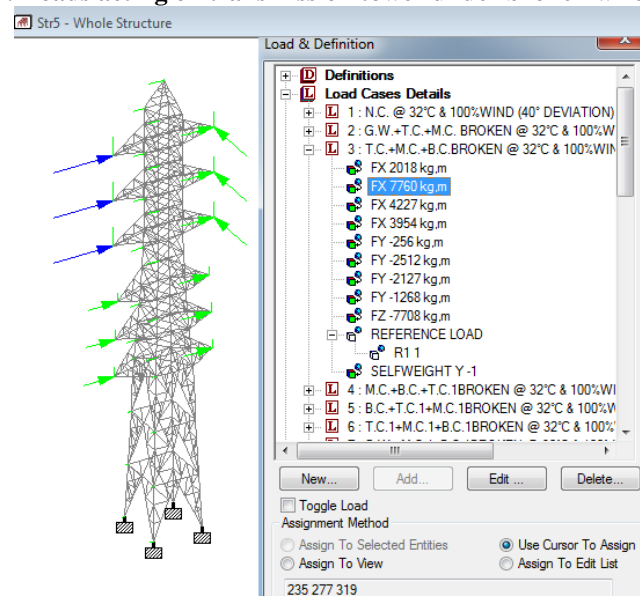 Str5 - Whole Structure
Load & Definition
Definitions
Load Cases Details
1 : N.C. @ 32°C & 100%WIND (40° DEVIATION)
2 : G.W.+T.C.+M.C. BROKEN @ 32°C & 100%W
3 : T.C.+M.C.+B.C.BROKEN @ 32°C & 100%WIN
FX 2018 kg,m
FX 7760 kg,m
FX 4227 kg,m
FX 3954 kg,m
FY -256 kg,m
FY -2512 kg,m
FY -2127 kg,m
FY -1268 kg,m
FZ -7708 kg,m
REFERENCE LOAD
R1 1
SELFWEIGHT Y -1
4 : M.C.+B.C.+T.C.1BROKEN @ 32°C & 100%WI
5 : B.C.+T.C.1+M.C.1BROKEN @ 32°C & 100%W
6 : T.C.1+M.C.1+B.C.1BROKEN @ 32°C & 100%
New... Add... Edit ... Delete...
Toggle Load
Assignment Method
Assign To Selected Entities Use Cursor To Assign
Assign To View Assign To Edit List
235 277 319